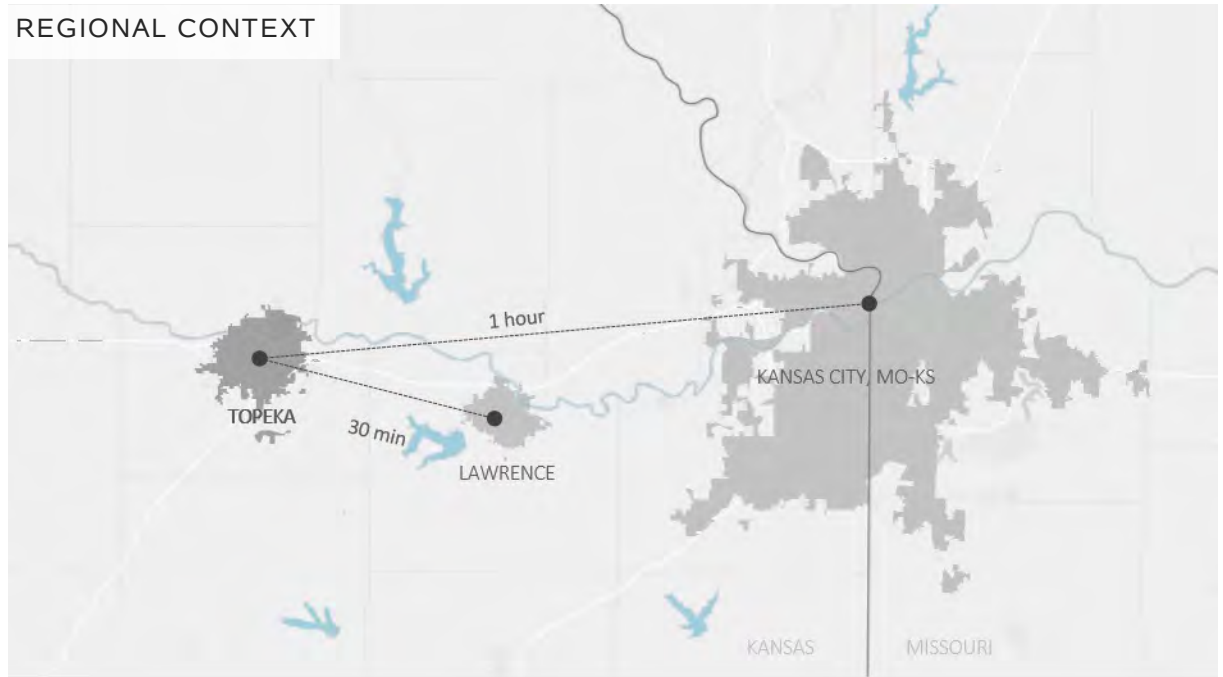 REGIONAL CONTEXT
1 hour
KANSAS CITY, MO-KS
TOPEKA
30 min
LAWRENCE
KANSAS
MISSOURI